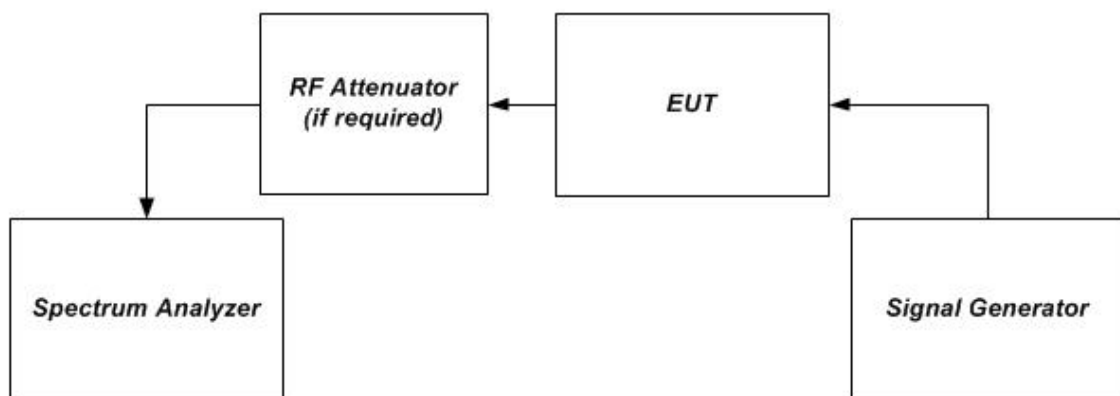 RF Attenuator
(if required)
EUT
Spectrum Analyzer
Signal Generator